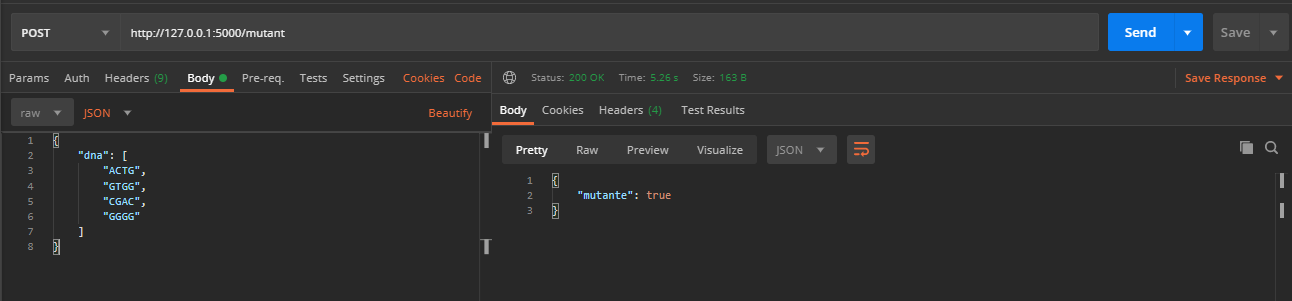 POST http://127.0.0.1:5000/mutant Send Save
Params Auth Headers (9) Body Pre-req. Tests Settings Cookies Code
raw JSON Beautify
1 {
2 "dna": [
3 "ACTG",
4 "GTGG",
5 "CGAC",
6 "GGGG"
7 ]
8 }
Status: 200 OK Time: 5.26 s Size: 163 B Save Response
Body Cookies Headers (4) Test Results
Pretty Raw Preview Visualize JSON
1 {
2 "mutante": true
3 }